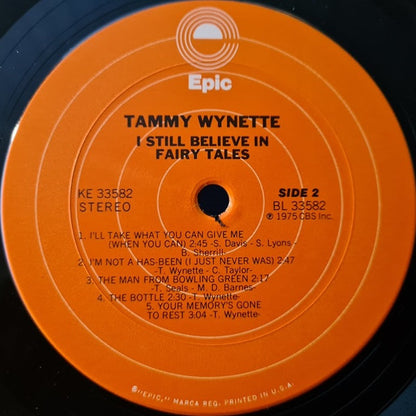 Epic
TAMMY WYNETTE
I STILL BELIEVE IN
FAIRY TALES
KE 33582
STEREO
SIDE 2
BL 33582
℗ 1975 CBS Inc.
1. I'LL TAKE WHAT YOU CAN GIVE ME
(WHEN YOU CAN) 2:45 -S. Davis - S. Lyons -
B. Sherrill-
2. I'M NOT A HAS-BEEN (I JUST NEVER WAS) 2:47
-T. Wynette - C. Taylor-
3. THE MAN FROM BOWLING GREEN 2:17
-T. Seals - M. D. Barnes-
4. THE BOTTLE 2:30 -T. Wynette-
5. YOUR MEMORY'S GONE
TO REST 3:04 -T. Wynette-
®"EPIC," MARCA REG. PRINTED IN U.S.A.